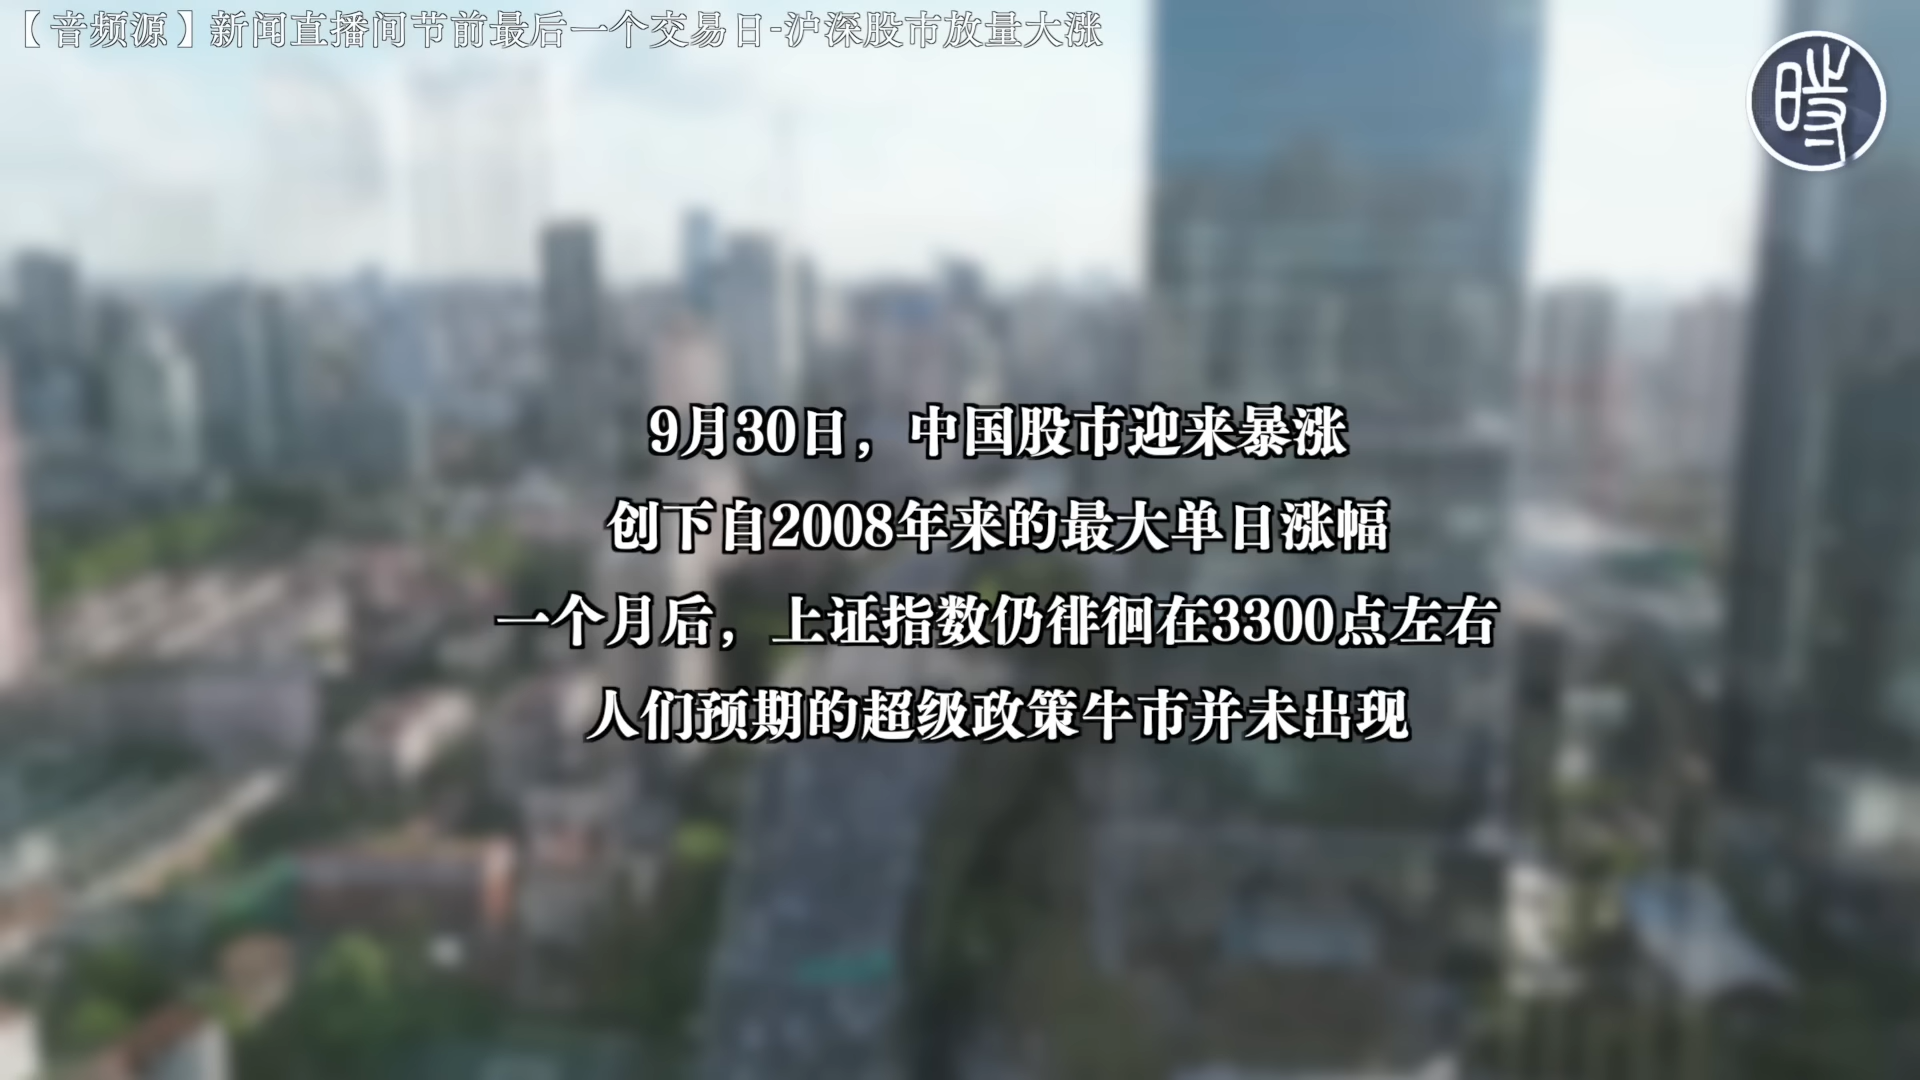 【音频源】新闻直播间节前最后一个交易日-沪深股市放量大涨
9月30日，中国股市迎来暴涨
创下自2008年来的最大单日涨幅
一个月后，上证指数仍徘徊在3300点左右
人们预期的超级政策牛市并未出现